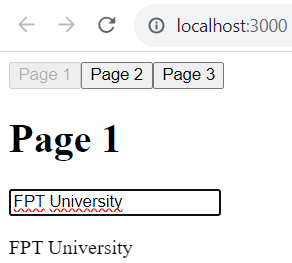 localhost:3000
Page 1 Page 2 Page 3
Page 1
FPT University
FPT University